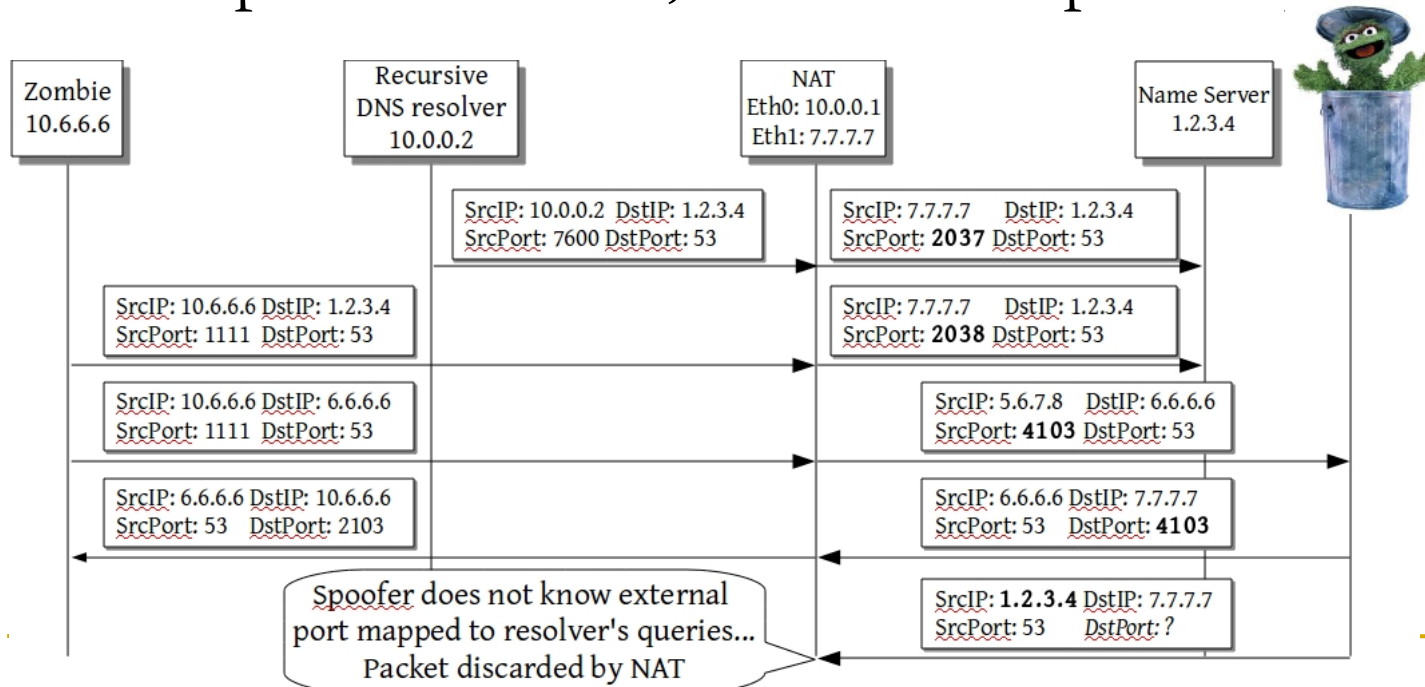 Zombie
10.6.6.6
Recursive
DNS resolver
10.0.0.2
NAT
Eth0: 10.0.0.1
Eth1: 7.7.7.7
Name Server
1.2.3.4
SrcIP: 10.0.0.2 DstIP: 1.2.3.4
SrcPort: 7600 DstPort: 53
SrcIP: 7.7.7.7 DstIP: 1.2.3.4
SrcPort: 2037 DstPort: 53
SrcIP: 10.6.6.6 DstIP: 1.2.3.4
SrcPort: 1111 DstPort: 53
SrcIP: 7.7.7.7 DstIP: 1.2.3.4
SrcPort: 2038 DstPort: 53
SrcIP: 10.6.6.6 DstIP: 6.6.6.6
SrcPort: 1111 DstPort: 53
SrcIP: 5.6.7.8 DstIP: 6.6.6.6
SrcPort: 4103 DstPort: 53
SrcIP: 6.6.6.6 DstIP: 10.6.6.6
SrcPort: 53 DstPort: 2103
SrcIP: 6.6.6.6 DstIP: 7.7.7.7
SrcPort: 53 DstPort: 4103
Spoofer does not know external
port mapped to resolver's queries...
Packet discarded by NAT
SrcIP: 1.2.3.4 DstIP: 7.7.7.7
SrcPort: 53 DstPort: ?